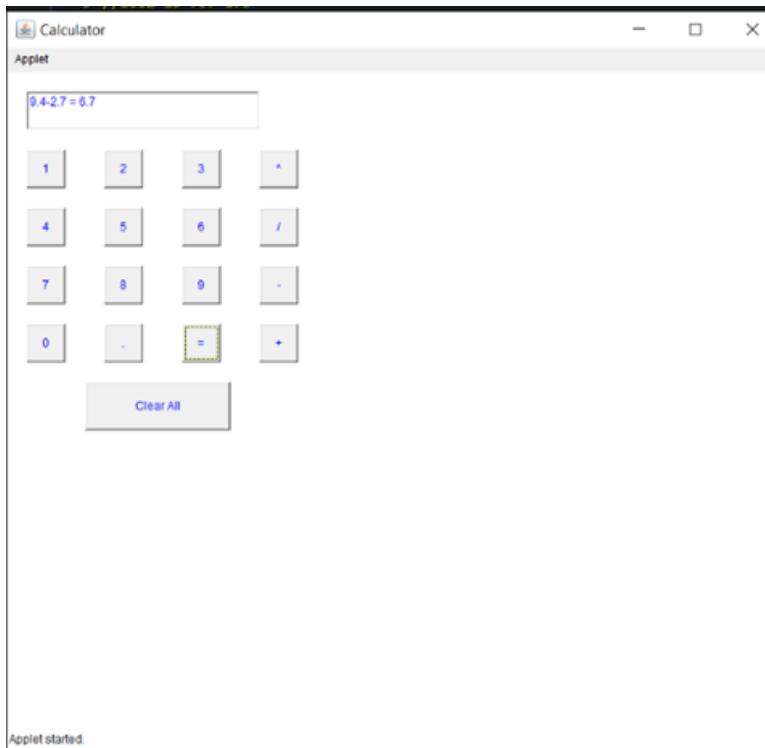 Calculator
Applet
9.4-2.7 = 6.7
1 2 3 ^
4 5 6 /
7 8 9 -
0 . = +
Clear All
Applet started.